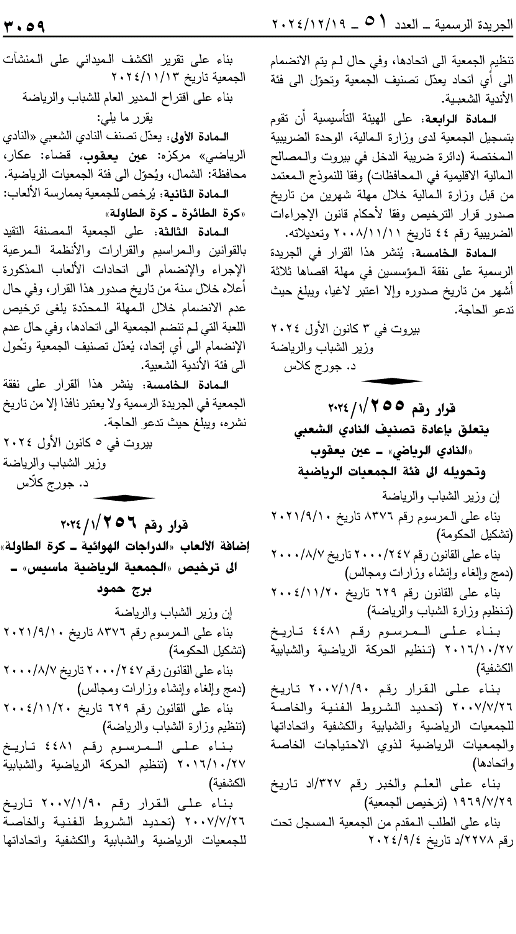 الجريدة الرسمية ــ العدد ٥١ ــ ٢٠٢٤/١٢/١٩
٣٠٥٩
تنظيم الجمعية الى اتحادها، وفي حال لم يتم الانضمام
الى أي اتحاد يعدّل تصنيف الجمعية وتحوّل الى فئة
الأندية الشعبية.
المادة الرابعة: على الهيئة التأسيسية أن تقوم
بتسجيل الجمعية لدى وزارة المالية، الوحدة الضريبية
المختصة (دائرة ضريبة الدخل في بيروت والمصالح
المالية الاقليمية في المحافظات) وفقا للنموذج المعتمد
من قبل وزارة المالية خلال مهلة شهرين من تاريخ
صدور قرار الترخيص وفقا لأحكام قانون الإجراءات
الضريبية رقم ٤٤ تاريخ ٢٠٠٨/١١/١١ وتعديلاته.
المادة الخامسة: يُنشر هذا القرار في الجريدة
الرسمية على نفقة المؤسسين في مهلة اقصاها ثلاثة
أشهر من تاريخ صدوره وإلا اعتبر لاغيا، ويبلغ حيث
تدعو الحاجة.
بيروت في ٣ كانون الأول ٢٠٢٤
وزير الشباب والرياضة
د. جورج كلاس
قرار رقم ٢٠٢٤/١/٢٥٥
يتعلق بإعادة تصنيف النادي الشعبي
«النادي الرياضي» ــ عين يعقوب
وتحويله الى فئة الجمعيات الرياضية
إن وزير الشباب والرياضة
بناء على المرسوم رقم ٨٣٧٦ تاريخ ٢٠٢١/٩/١٠
(تشكيل الحكومة)
بناء على القانون رقم ٢٠٠٠/٢٤٧ تاريخ ٢٠٠٠/٨/٧
(دمج وإلغاء وإنشاء وزارات ومجالس)
بناء على القانون رقم ٦٢٩ تاريخ ٢٠٠٤/١١/٢٠
(تنظيم وزارة الشباب والرياضة)
بناء على المرسوم رقم ٤٤٨١ تاريخ
٢٠١٦/١٠/٢٧ (تنظيم الحركة الرياضية والشبابية
الكشفية)
بناء على القرار رقم ٢٠٠٧/١/٩٠ تاريخ
٢٠٠٧/٧/٢٦ (تحديد الشروط الفنية والخاصة
للجمعيات الرياضية والشبابية والكشفية واتحاداتها
والجمعيات الرياضية لذوي الاحتياجات الخاصة
واتحادها)
بناء على العلم والخبر رقم ٣٢٧/اد تاريخ
١٩٦٩/٧/٢٩ (ترخيص الجمعية)
بناء على الطلب المقدم من الجمعية المسجل تحت
رقم ٢٢٧٨/د تاريخ ٢٠٢٤/٩/٤
بناء على تقرير الكشف الميداني على المنشآت
الجمعية تاريخ ٢٠٢٤/١١/١٣
بناء على اقتراح المدير العام للشباب والرياضة
يقرر ما يلي:
المادة الأولى: يعدّل تصنف النادي الشعبي «النادي
الرياضي» مركزه: عين يعقوب، قضاء: عكار،
محافظة: الشمال، ويُحوّل الى فئة الجمعيات الرياضية.
المادة الثانية: يُرخص للجمعية بممارسة الألعاب:
«كرة الطائرة ــ كرة الطاولة»
المادة الثالثة: على الجمعية المصنفة التقيد
بالقوانين والمراسيم والقرارات والأنظمة المرعية
الإجراء والإنضمام الى اتحادات الألعاب المذكورة
أعلاه خلال سنة من تاريخ صدور هذا القرار، وفي حال
عدم الانضمام خلال المهلة المحدّدة يلغى ترخيص
اللعبة التي لم تنضم الجمعية الى اتحادها، وفي حال عدم
الإنضمام الى أي إتحاد، يُعدّل تصنيف الجمعية وتحُول
الى فئة الأندية الشعبية.
المادة الخامسة: ينشر هذا القرار على نفقة
الجمعية في الجريدة الرسمية ولا يعتبر نافذا إلا من تاريخ
نشره، ويبلغ حيث تدعو الحاجة.
بيروت في ٥ كانون الأول ٢٠٢٤
وزير الشباب والرياضة
د. جورج كلاّس
قرار رقم ٢٠٢٤/١/٢٥٦
إضافة الألعاب «الدراجات الهوائية ــ كرة الطاولة»
الى ترخيص «الجمعية الرياضية ماسيس» ــ
برج حمود
إن وزير الشباب والرياضة
بناء على المرسوم رقم ٨٣٧٦ تاريخ ٢٠٢١/٩/١٠
(تشكيل الحكومة)
بناء على القانون رقم ٢٠٠٠/٢٤٧ تاريخ ٢٠٠٠/٨/٧
(دمج وإلغاء وإنشاء وزارات ومجالس)
بناء على القانون رقم ٦٢٩ تاريخ ٢٠٠٤/١١/٢٠
(تنظيم وزارة الشباب والرياضة)
بناء على المرسوم رقم ٤٤٨١ تاريخ
٢٠١٦/١٠/٢٧ (تنظيم الحركة الرياضية والشبابية
الكشفية)
بناء على القرار رقم ٢٠٠٧/١/٩٠ تاريخ
٢٠٠٧/٧/٢٦ (تحديد الشروط الفنية والخاصة
للجمعيات الرياضية والشبابية والكشفية واتحاداتها